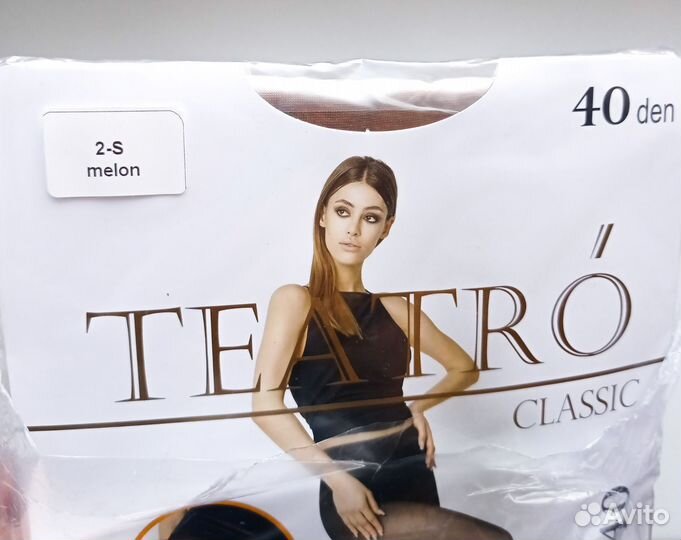 2-S
melon
40 den
TEATRÓ
CLASSIC
Avito